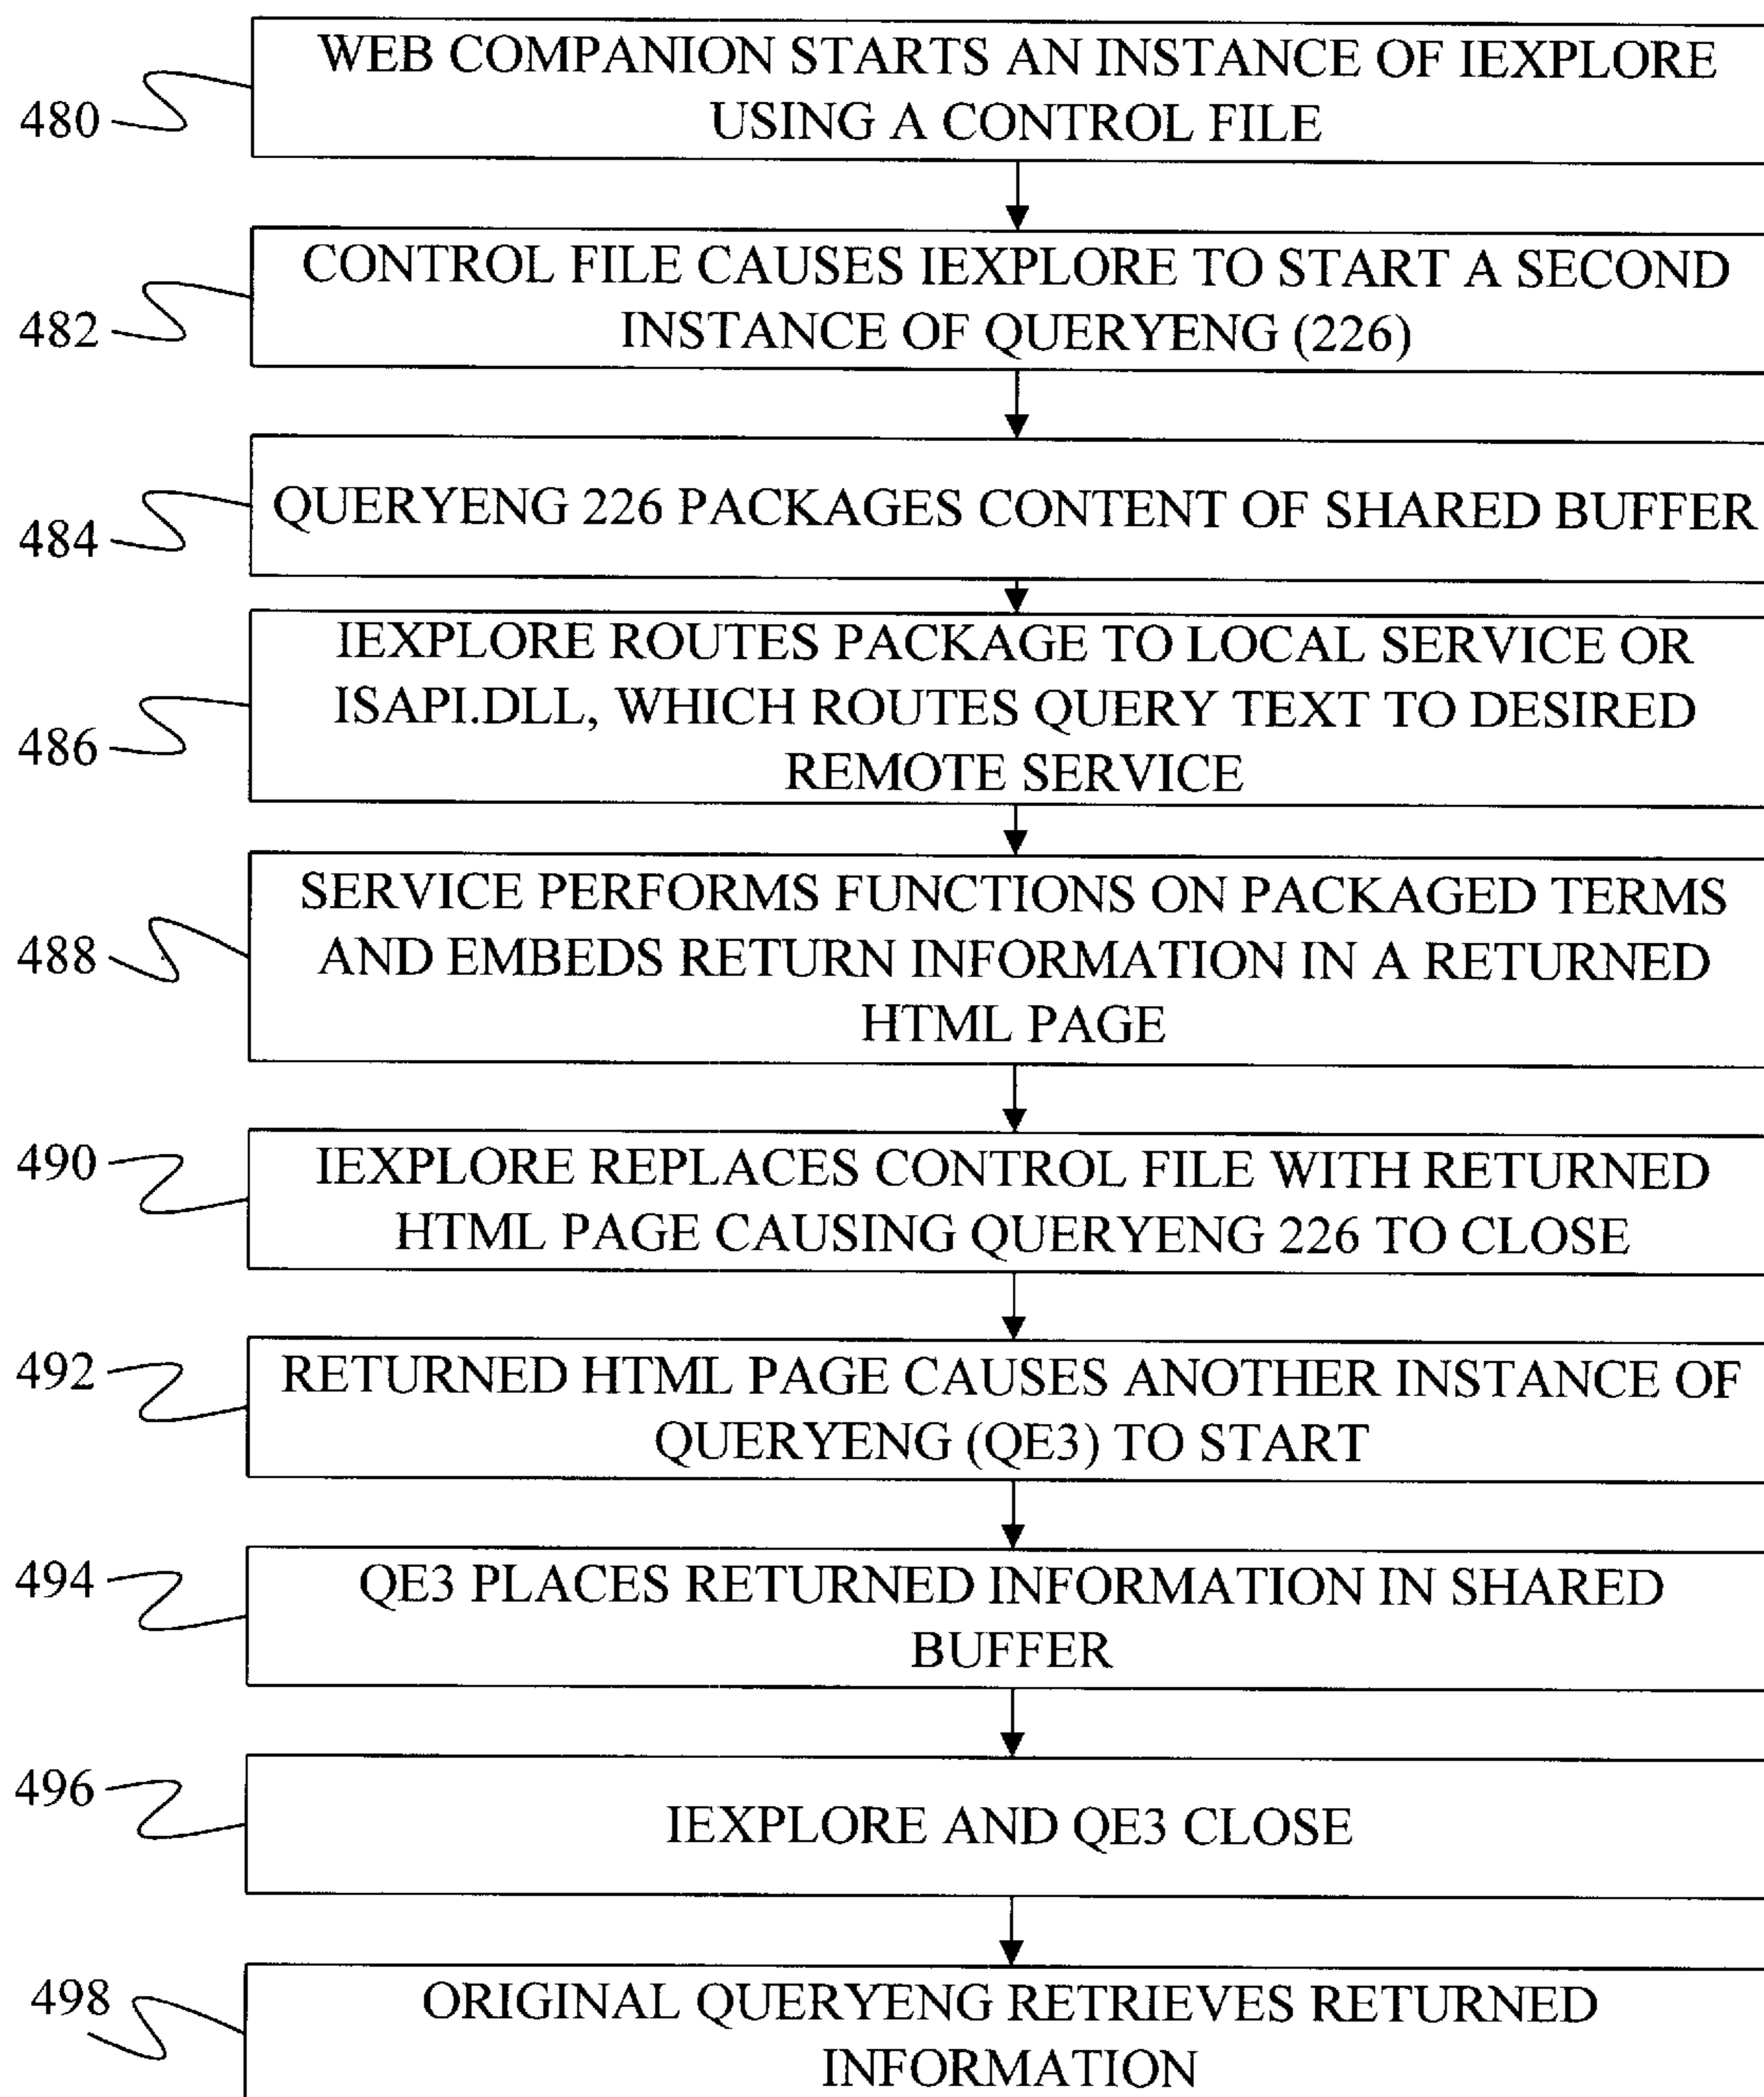 WEB COMPANION STARTS AN INSTANCE OF IEXPLORE
USING A CONTROL FILE
480
CONTROL FILE CAUSES IEXPLORE TO START A SECOND
INSTANCE OF QUERYENG (226)
482
QUERYENG 226 PACKAGES CONTENT OF SHARED BUFFER
484
IEXPLORE ROUTES PACKAGE TO LOCAL SERVICE OR
ISAPI.DLL, WHICH ROUTES QUERY TEXT TO DESIRED
REMOTE SERVICE
486
SERVICE PERFORMS FUNCTIONS ON PACKAGED TERMS
AND EMBEDS RETURN INFORMATION IN A RETURNED
HTML PAGE
488
490
IEXPLORE REPLACES CONTROL FILE WITH RETURNED
HTML PAGE CAUSING QUERYENG 226 TO CLOSE
492
RETURNED HTML PAGE CAUSES ANOTHER INSTANCE OF
QUERYENG (QE3) TO START
494
QE3 PLACES RETURNED INFORMATION IN SHARED
BUFFER
496
IEXPLORE AND QE3 CLOSE
498
ORIGINAL QUERYENG RETRIEVES RETURNED
INFORMATION